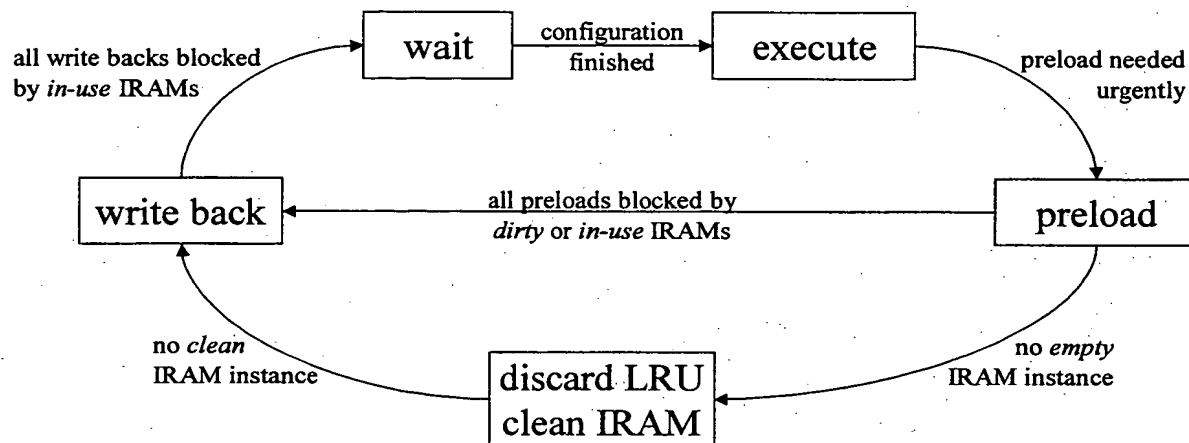 wait
configuration
finished
execute
all write backs blocked
by in-use IRAMs
preload needed
urgently
write back
all preloads blocked by
dirty or in-use IRAMs
preload
no clean
IRAM instance
discard LRU
clean IRAM
no empty
IRAM instance